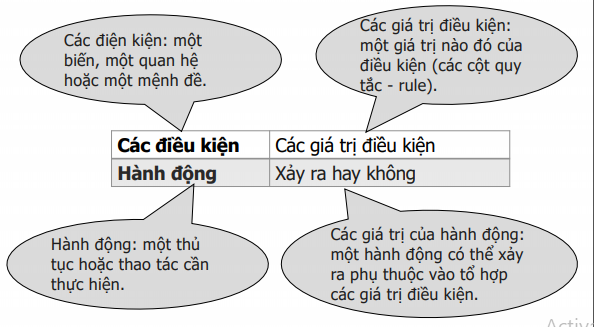 Các điện kiện: một
biến, một quan hệ
hoặc một mệnh đề.
Các giá trị điều kiện:
một giá trị nào đó của
điều kiện (các cột quy
tắc - rule).
Các điều kiện Các giá trị điều kiện
Hành động Xảy ra hay không
Hành động: một thủ
tục hoặc thao tác cần
thực hiện.
Các giá trị của hành động:
một hành động có thể xảy
ra phụ thuộc vào tổ hợp
các giá trị điều kiện.